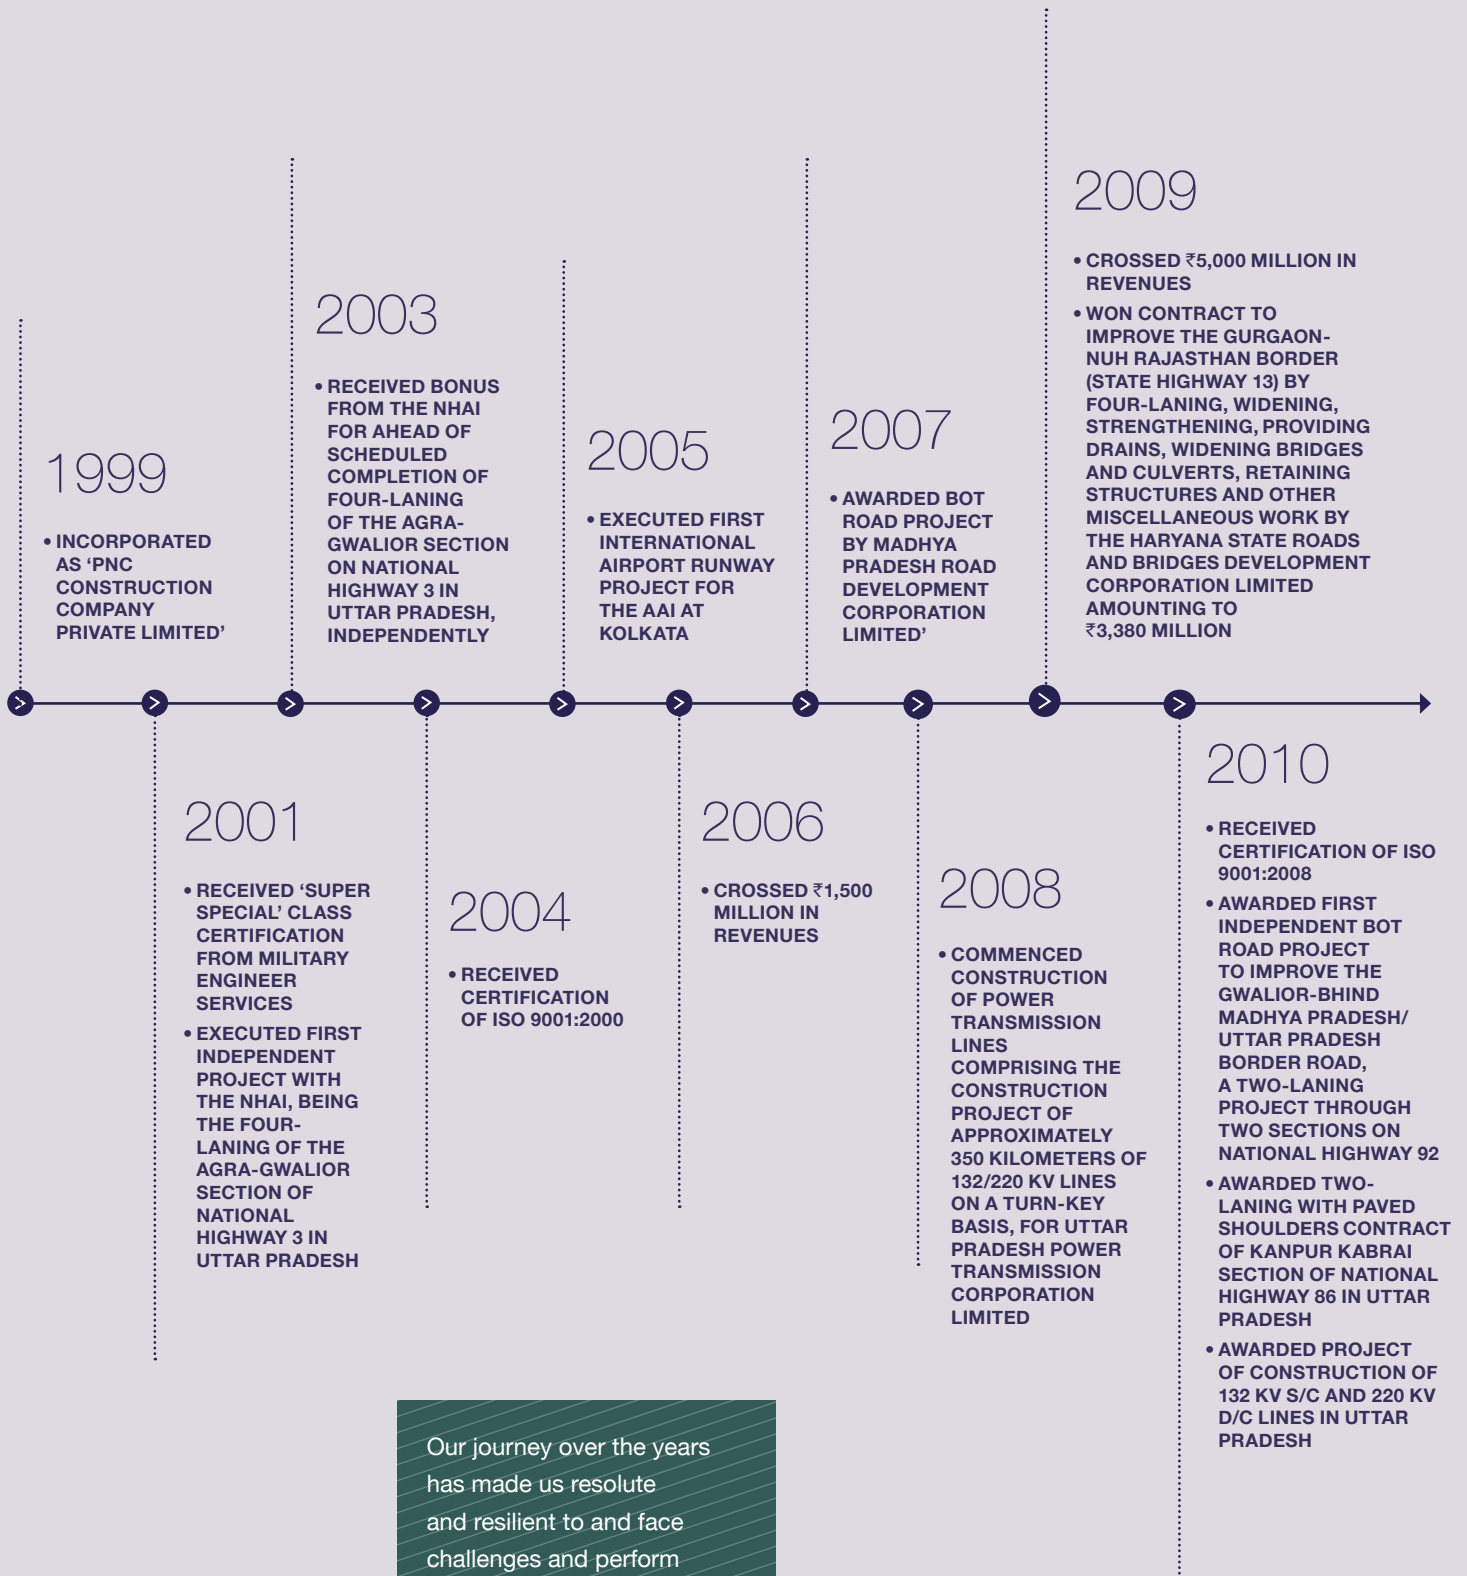 1999
• INCORPORATED
AS ‘PNC
CONSTRUCTION
COMPANY
PRIVATE LIMITED’
2001
• RECEIVED ‘SUPER
SPECIAL’ CLASS
CERTIFICATION
FROM MILITARY
ENGINEER
SERVICES
• EXECUTED FIRST
INDEPENDENT
PROJECT WITH
THE NHAI, BEING
THE FOUR-
LANING OF THE
AGRA-GWALIOR
SECTION OF
NATIONAL
HIGHWAY 3 IN
UTTAR PRADESH
2003
• RECEIVED BONUS
FROM THE NHAI
FOR AHEAD OF
SCHEDULED
COMPLETION OF
FOUR-LANING
OF THE AGRA-
GWALIOR SECTION
ON NATIONAL
HIGHWAY 3 IN
UTTAR PRADESH,
INDEPENDENTLY
2004
• RECEIVED
CERTIFICATION
OF ISO 9001:2000
2005
• EXECUTED FIRST
INTERNATIONAL
AIRPORT RUNWAY
PROJECT FOR
THE AAI AT
KOLKATA
2006
• CROSSED ₹1,500
MILLION IN
REVENUES
2007
• AWARDED BOT
ROAD PROJECT
BY MADHYA
PRADESH ROAD
DEVELOPMENT
CORPORATION
LIMITED’
2008
• COMMENCED
CONSTRUCTION
OF POWER
TRANSMISSION
LINES
COMPRISING THE
CONSTRUCTION
PROJECT OF
APPROXIMATELY
350 KILOMETERS OF
132/220 KV LINES
ON A TURN-KEY
BASIS, FOR UTTAR
PRADESH POWER
TRANSMISSION
CORPORATION
LIMITED
2009
• CROSSED ₹5,000 MILLION IN
REVENUES
• WON CONTRACT TO
IMPROVE THE GURGAON-
NUH RAJASTHAN BORDER
(STATE HIGHWAY 13) BY
FOUR-LANING, WIDENING,
STRENGTHENING, PROVIDING
DRAINS, WIDENING BRIDGES
AND CULVERTS, RETAINING
STRUCTURES AND OTHER
MISCELLANEOUS WORK BY
THE HARYANA STATE ROADS
AND BRIDGES DEVELOPMENT
CORPORATION LIMITED
AMOUNTING TO
₹3,380 MILLION
2010
• RECEIVED
CERTIFICATION OF ISO
9001:2008
• AWARDED FIRST
INDEPENDENT BOT
ROAD PROJECT
TO IMPROVE THE
GWALIOR-BHIND
MADHYA PRADESH/
UTTAR PRADESH
BORDER ROAD,
A TWO-LANING
PROJECT THROUGH
TWO SECTIONS ON
NATIONAL HIGHWAY 92
• AWARDED TWO-
LANING WITH PAVED
SHOULDERS CONTRACT
OF KANPUR KABRAI
SECTION OF NATIONAL
HIGHWAY 86 IN UTTAR
PRADESH
• AWARDED PROJECT
OF CONSTRUCTION OF
132 KV S/C AND 220 KV
D/C LINES IN UTTAR
PRADESH
Our journey over the years
has made us resolute
and resilient to and face
challenges and perform